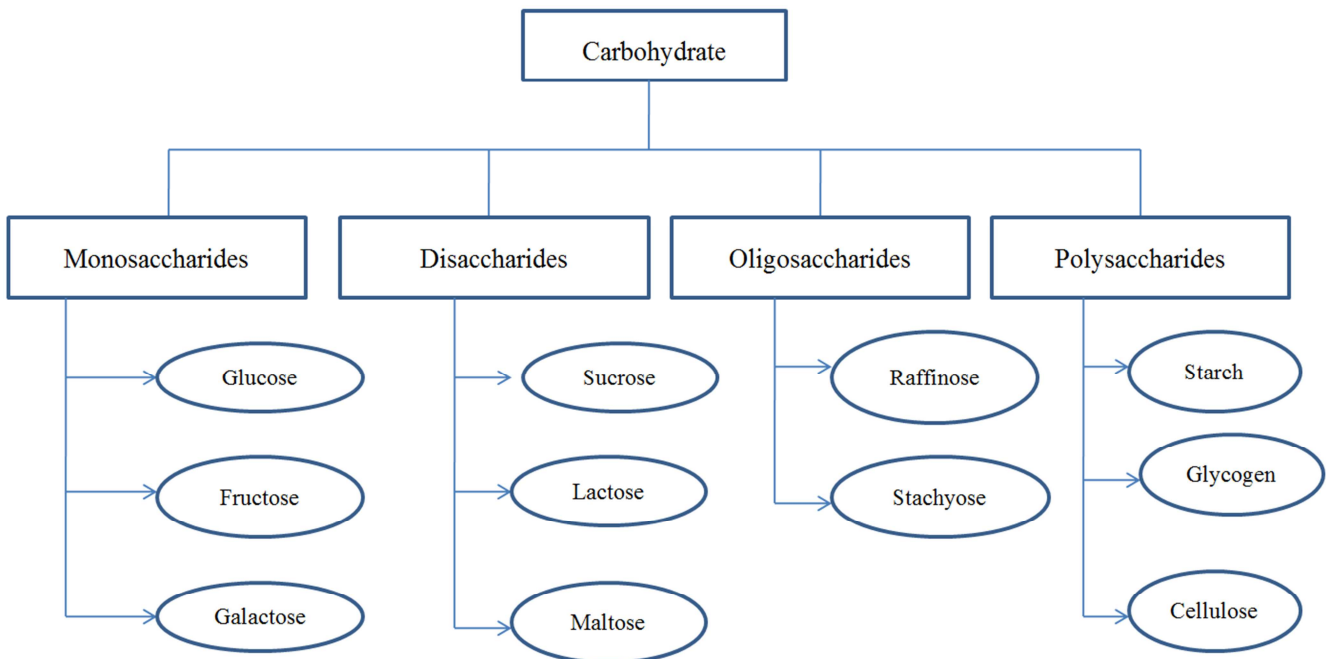 Carbohydrate
Monosaccharides
Disaccharides
Oligosaccharides
Polysaccharides
Glucose
Fructose
Galactose
Sucrose
Lactose
Maltose
Raffinose
Stachyose
Starch
Glycogen
Cellulose